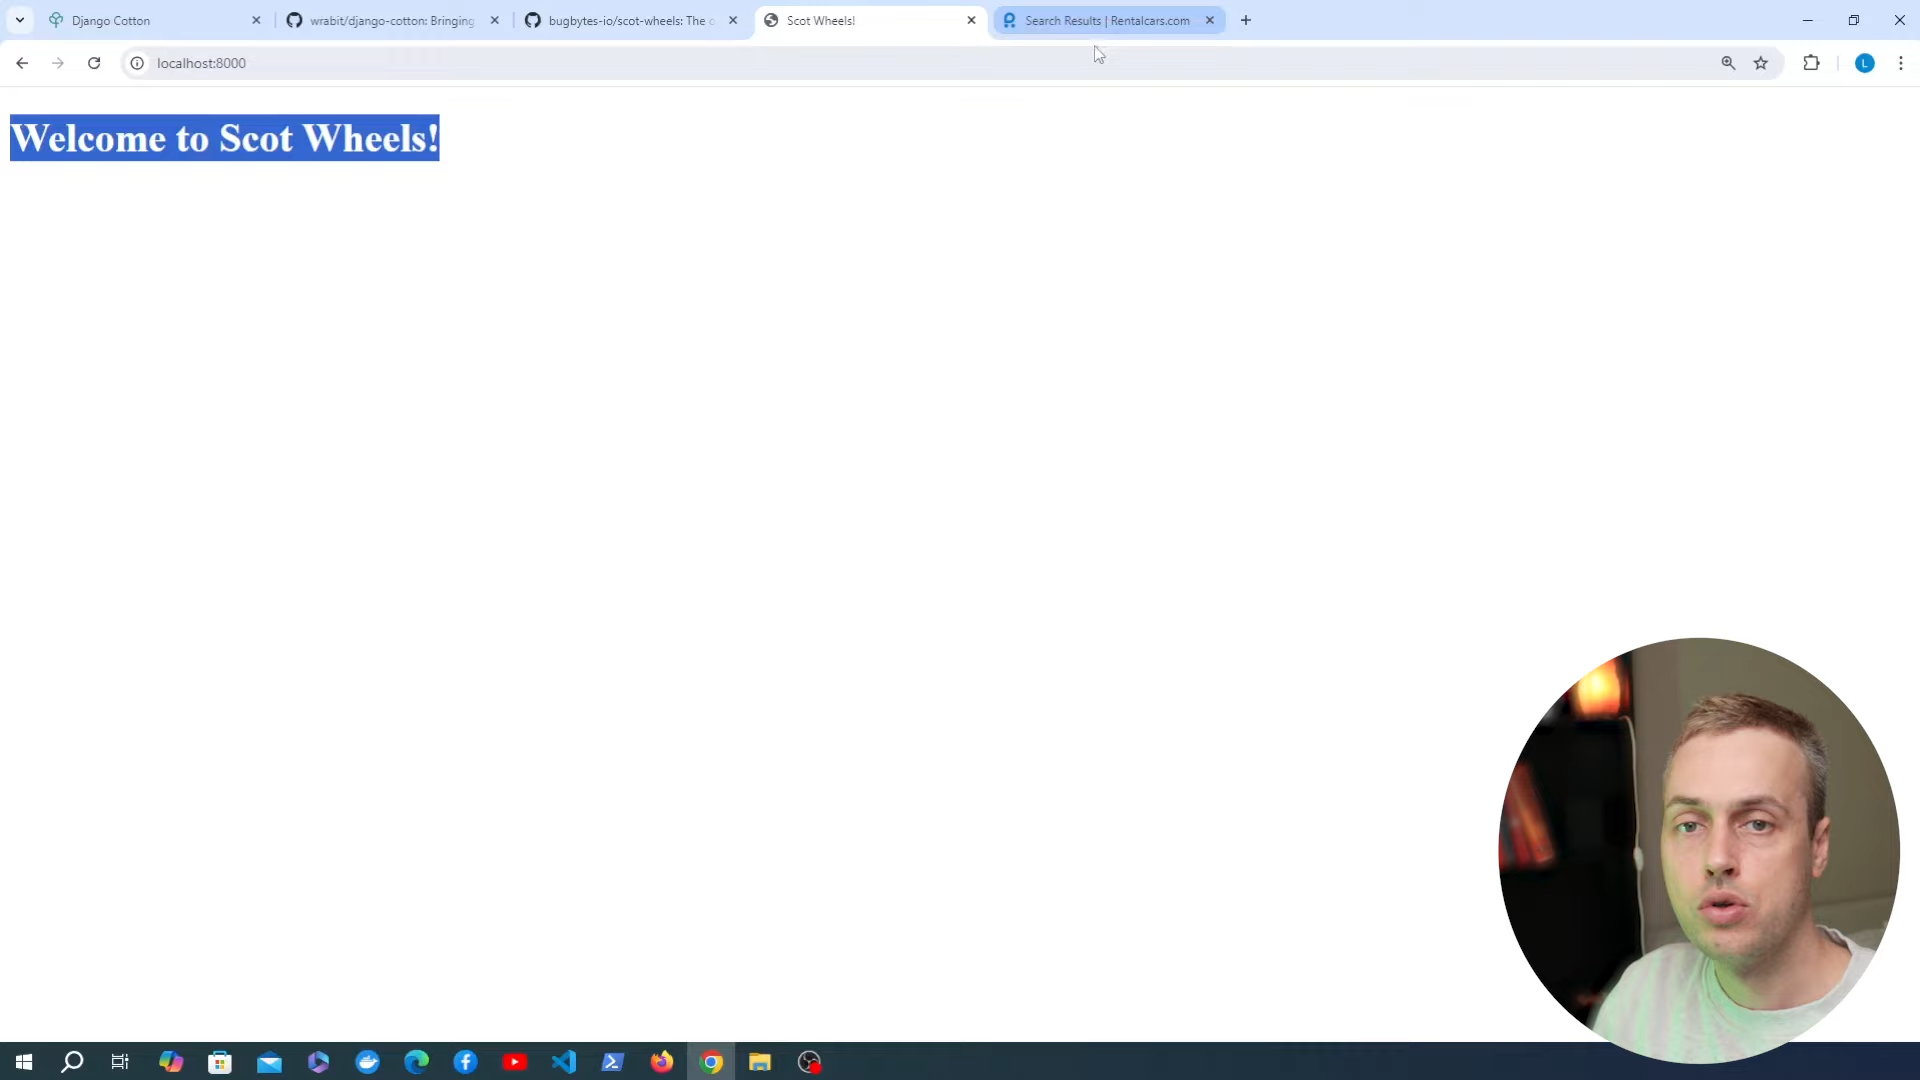 Django Cotton
wrabit/django-cotton: Bringing
bugbytes-io/scot-wheels: The o
Scot Wheels!
Search Results | Rentalcars.com
localhost:8000
L
Welcome to Scot Wheels!